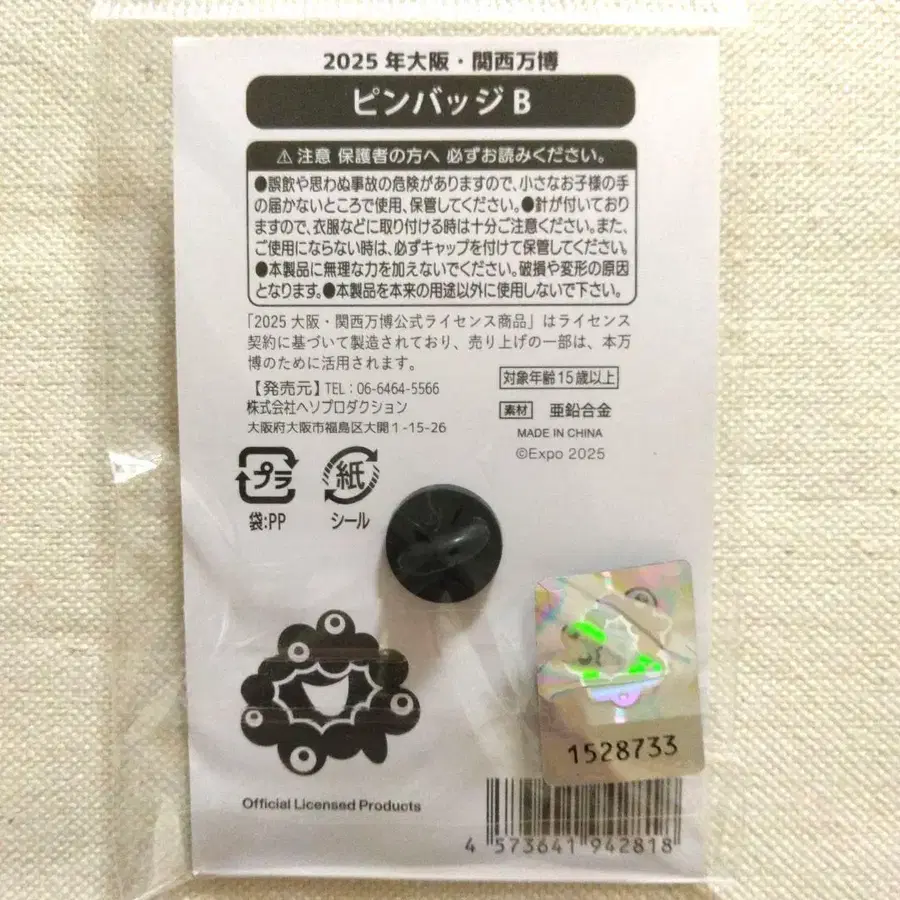 2025年大阪・関西万博
ピンバッジB
⚠注意 保護者の方へ 必ずお読みください。
●誤飲や思わぬ事故の危険がありますので、小さなお子様の手
の届かないところで使用、保管してください。●針が付いており
ますので、衣服などに取り付ける時は十分ご注意ください。また、
ご使用にならない時は、必ずキャップを付けて保管してください。
●本製品に無理な力を加えないでください。破損や変形の原因
となります。●本製品を本来の用途以外に使用しないで下さい。
「2025大阪・関西万博公式ライセンス商品」はライセンス
契約に基づいて製造されており、売り上げの一部は、本万
博のために活用されます。
【発売元】TEL:06-6464-5566
株式会社ヘソプロダクション
大阪府大阪市福島区大開1-15-26
対象年齢15歳以上
素材 亜鉛合金
MADE IN CHINA
©Expo 2025
プラ
袋:PP
紙
シール
1528733
Official Licensed Products
4 573641 942818